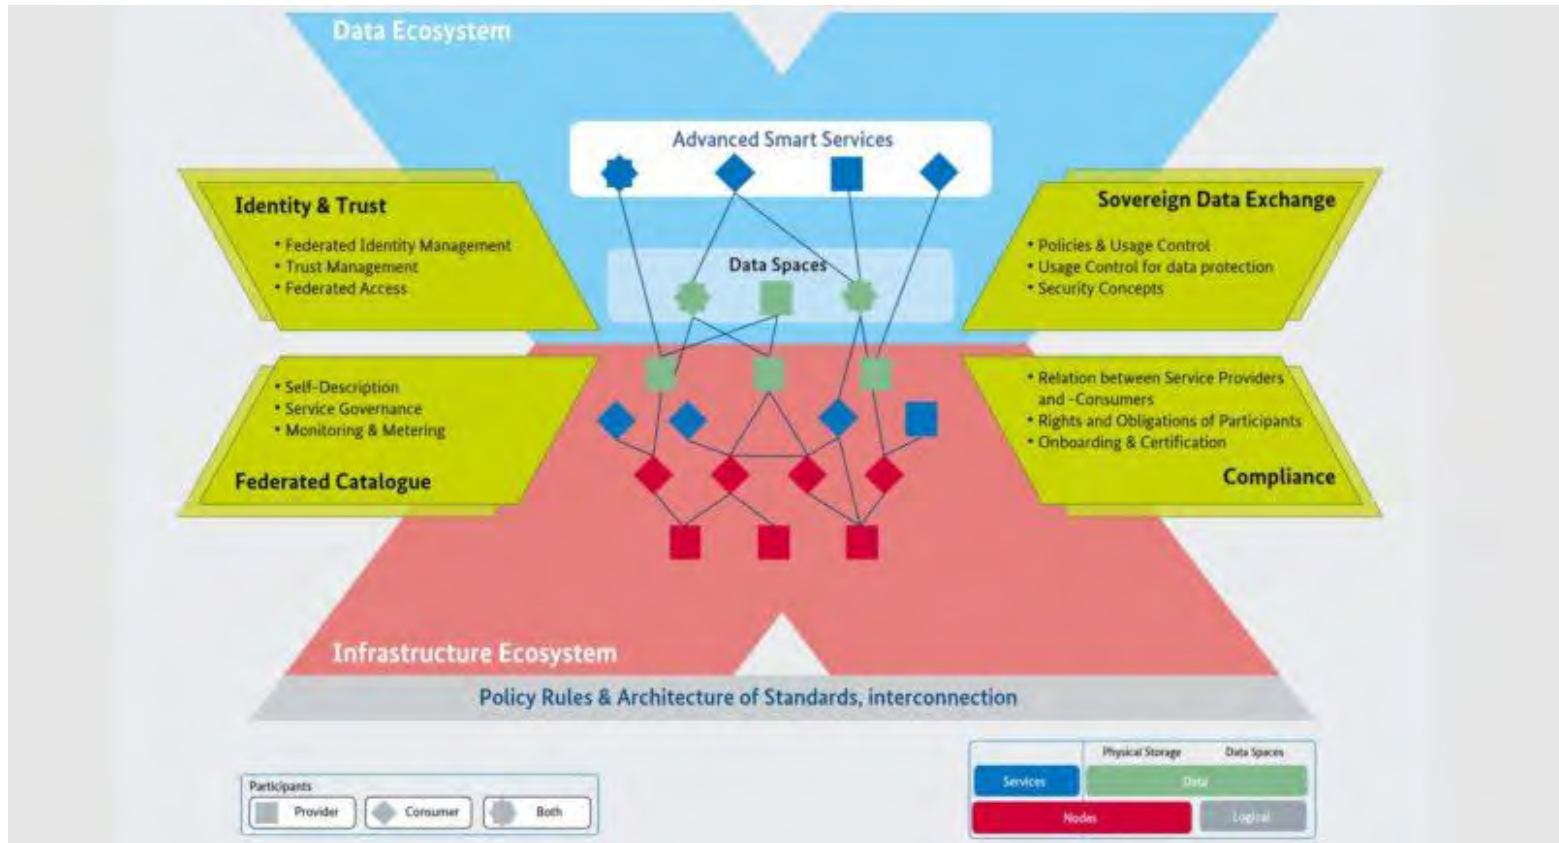 Data Ecosystem
Advanced Smart Services
Identity & Trust
• Federated Identity Management
• Trust Management
• Federated Access
Data Spaces
Sovereign Data Exchange
• Policies & Usage Control
• Usage Control for data protection
• Security Concepts
• Self-Description
• Service Governance
• Monitoring & Metering
Federated Catalogue
• Relation between Service Providers
and -Consumers
• Rights and Obligations of Participants
• Onboarding & Certification
Compliance
Infrastructure Ecosystem
Policy Rules & Architecture of Standards, interconnection
Participants
Provider
Consumer
Both
Physical Storage
Data Spaces
Services
Data
Nodes
Logical